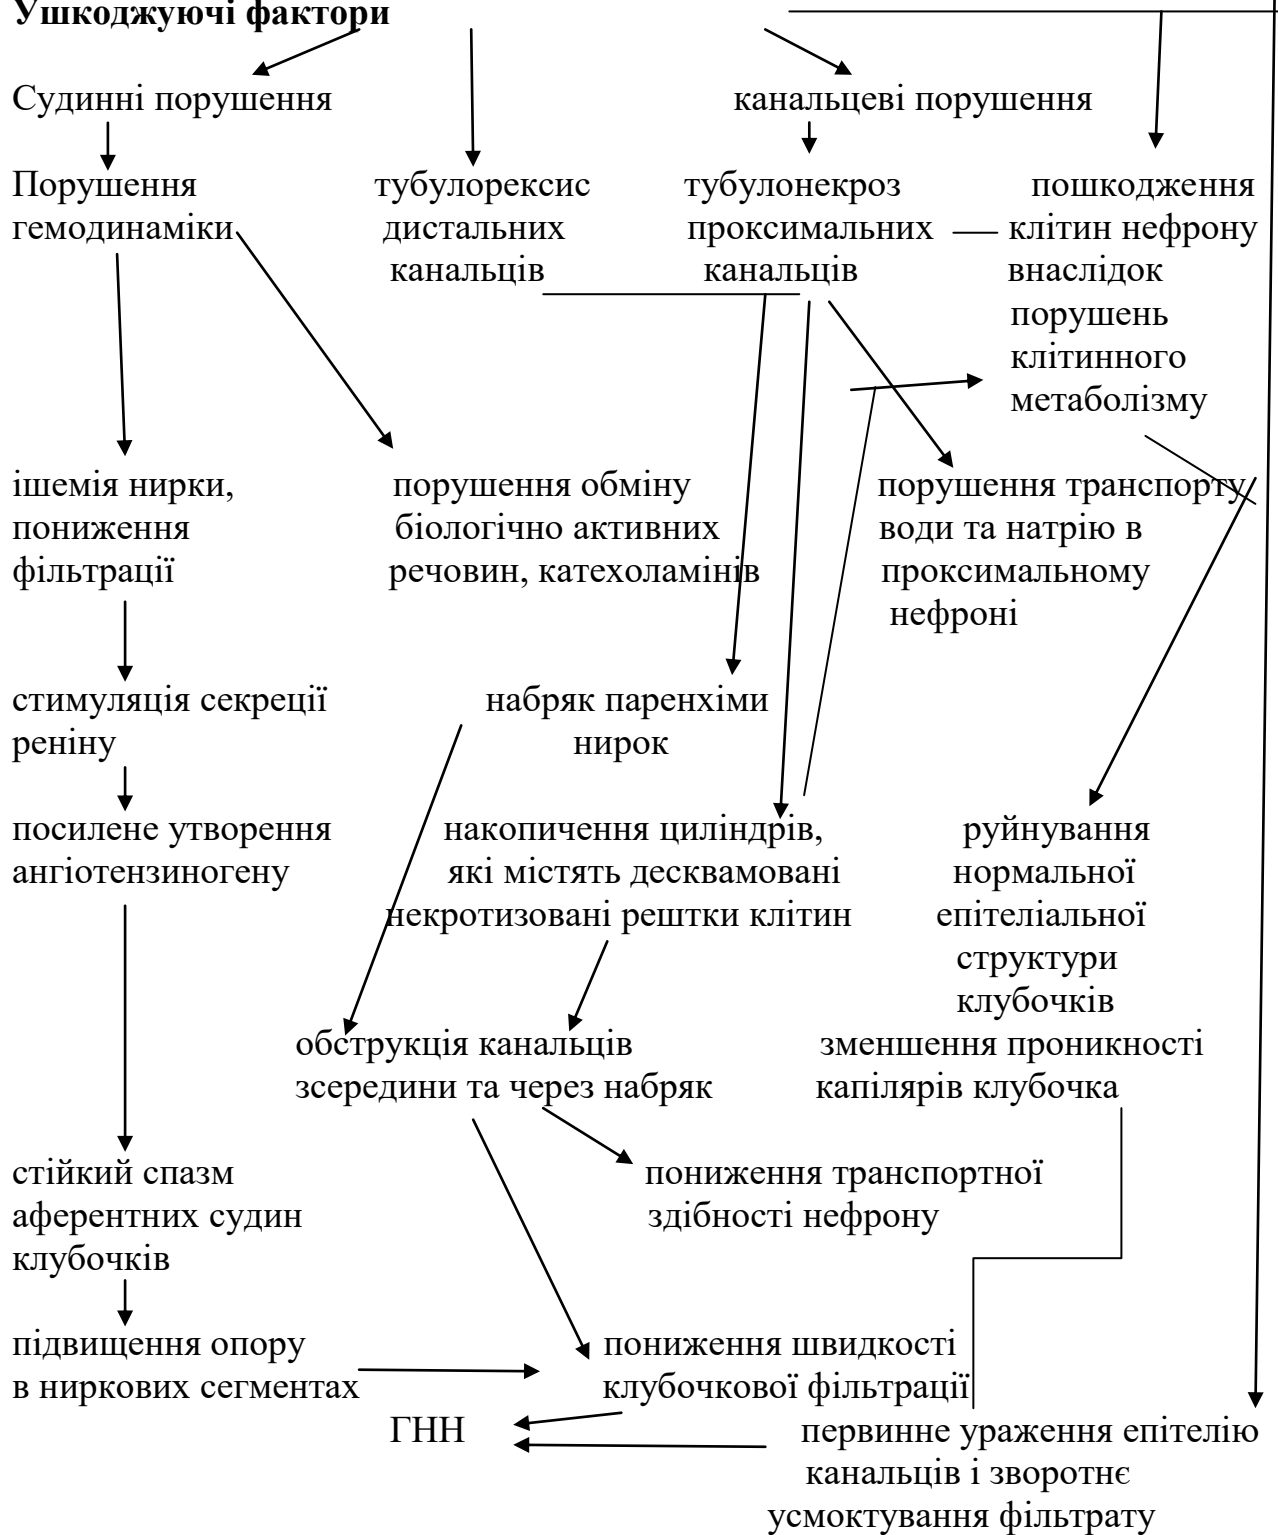 Ушкоджуючі фактори
Судинні порушення
канальцеві порушення
Порушення
гемодинаміки
тубулорексис
дистальних
канальців
тубулонекроз
проксимальних
канальців
пошкодження
клітин нефрону
внаслідок
порушень
клітинного
метаболізму
ішемія нирки,
пониження
фільтрації
порушення обміну
біологічно активних
речовин, катехоламінів
порушення транспорту
води та натрію в
проксимальному
нефроні
стимуляція секреції
реніну
набряк паренхіми
нирок
посилене утворення
ангіотензиногену
накопичення циліндрів,
які містять десквамовані
некротизовані рештки клітин
руйнування
нормальної
епітеліальної
структури
клубочків
зменшення проникності
капілярів клубочка
обструкція канальців
зсередини та через набряк
стійкий спазм
аферентних судин
клубочків
пониження транспортної
здібності нефрону
підвищення опору
в ниркових сегментах
пониження швидкості
клубочкової фільтрації
ГНН
первинне ураження епітелію
канальців і зворотнє
усмоктування фільтрату